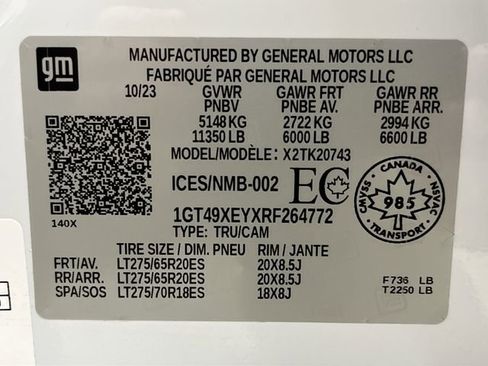 gm
MANUFACTURED BY GENERAL MOTORS LLC
FABRIQUÉ PAR GENERAL MOTORS LLC
10/23 GVWR GAWR FRT GAWR RR
PNBV PNBE AV. PNBE ARR.
5148 KG 2722 KG 2994 KG
11350 LB 6000 LB 6600 LB
MODEL/MODÈLE: X2TK20743
ICES/NMB-002 EC
CANADA
CMVSS NSVAC
985
TRANSPORT
1GT49XEYXRF264772
140X
TYPE: TRU/CAM
TIRE SIZE / DIM. PNEU RIM / JANTE
FRT/AV. LT275/65R20ES 20X8.5J
RR/ARR. LT275/65R20ES 20X8.5J
SPA/SOS LT275/70R18ES 18X8J
F736 LB
T2250 LB